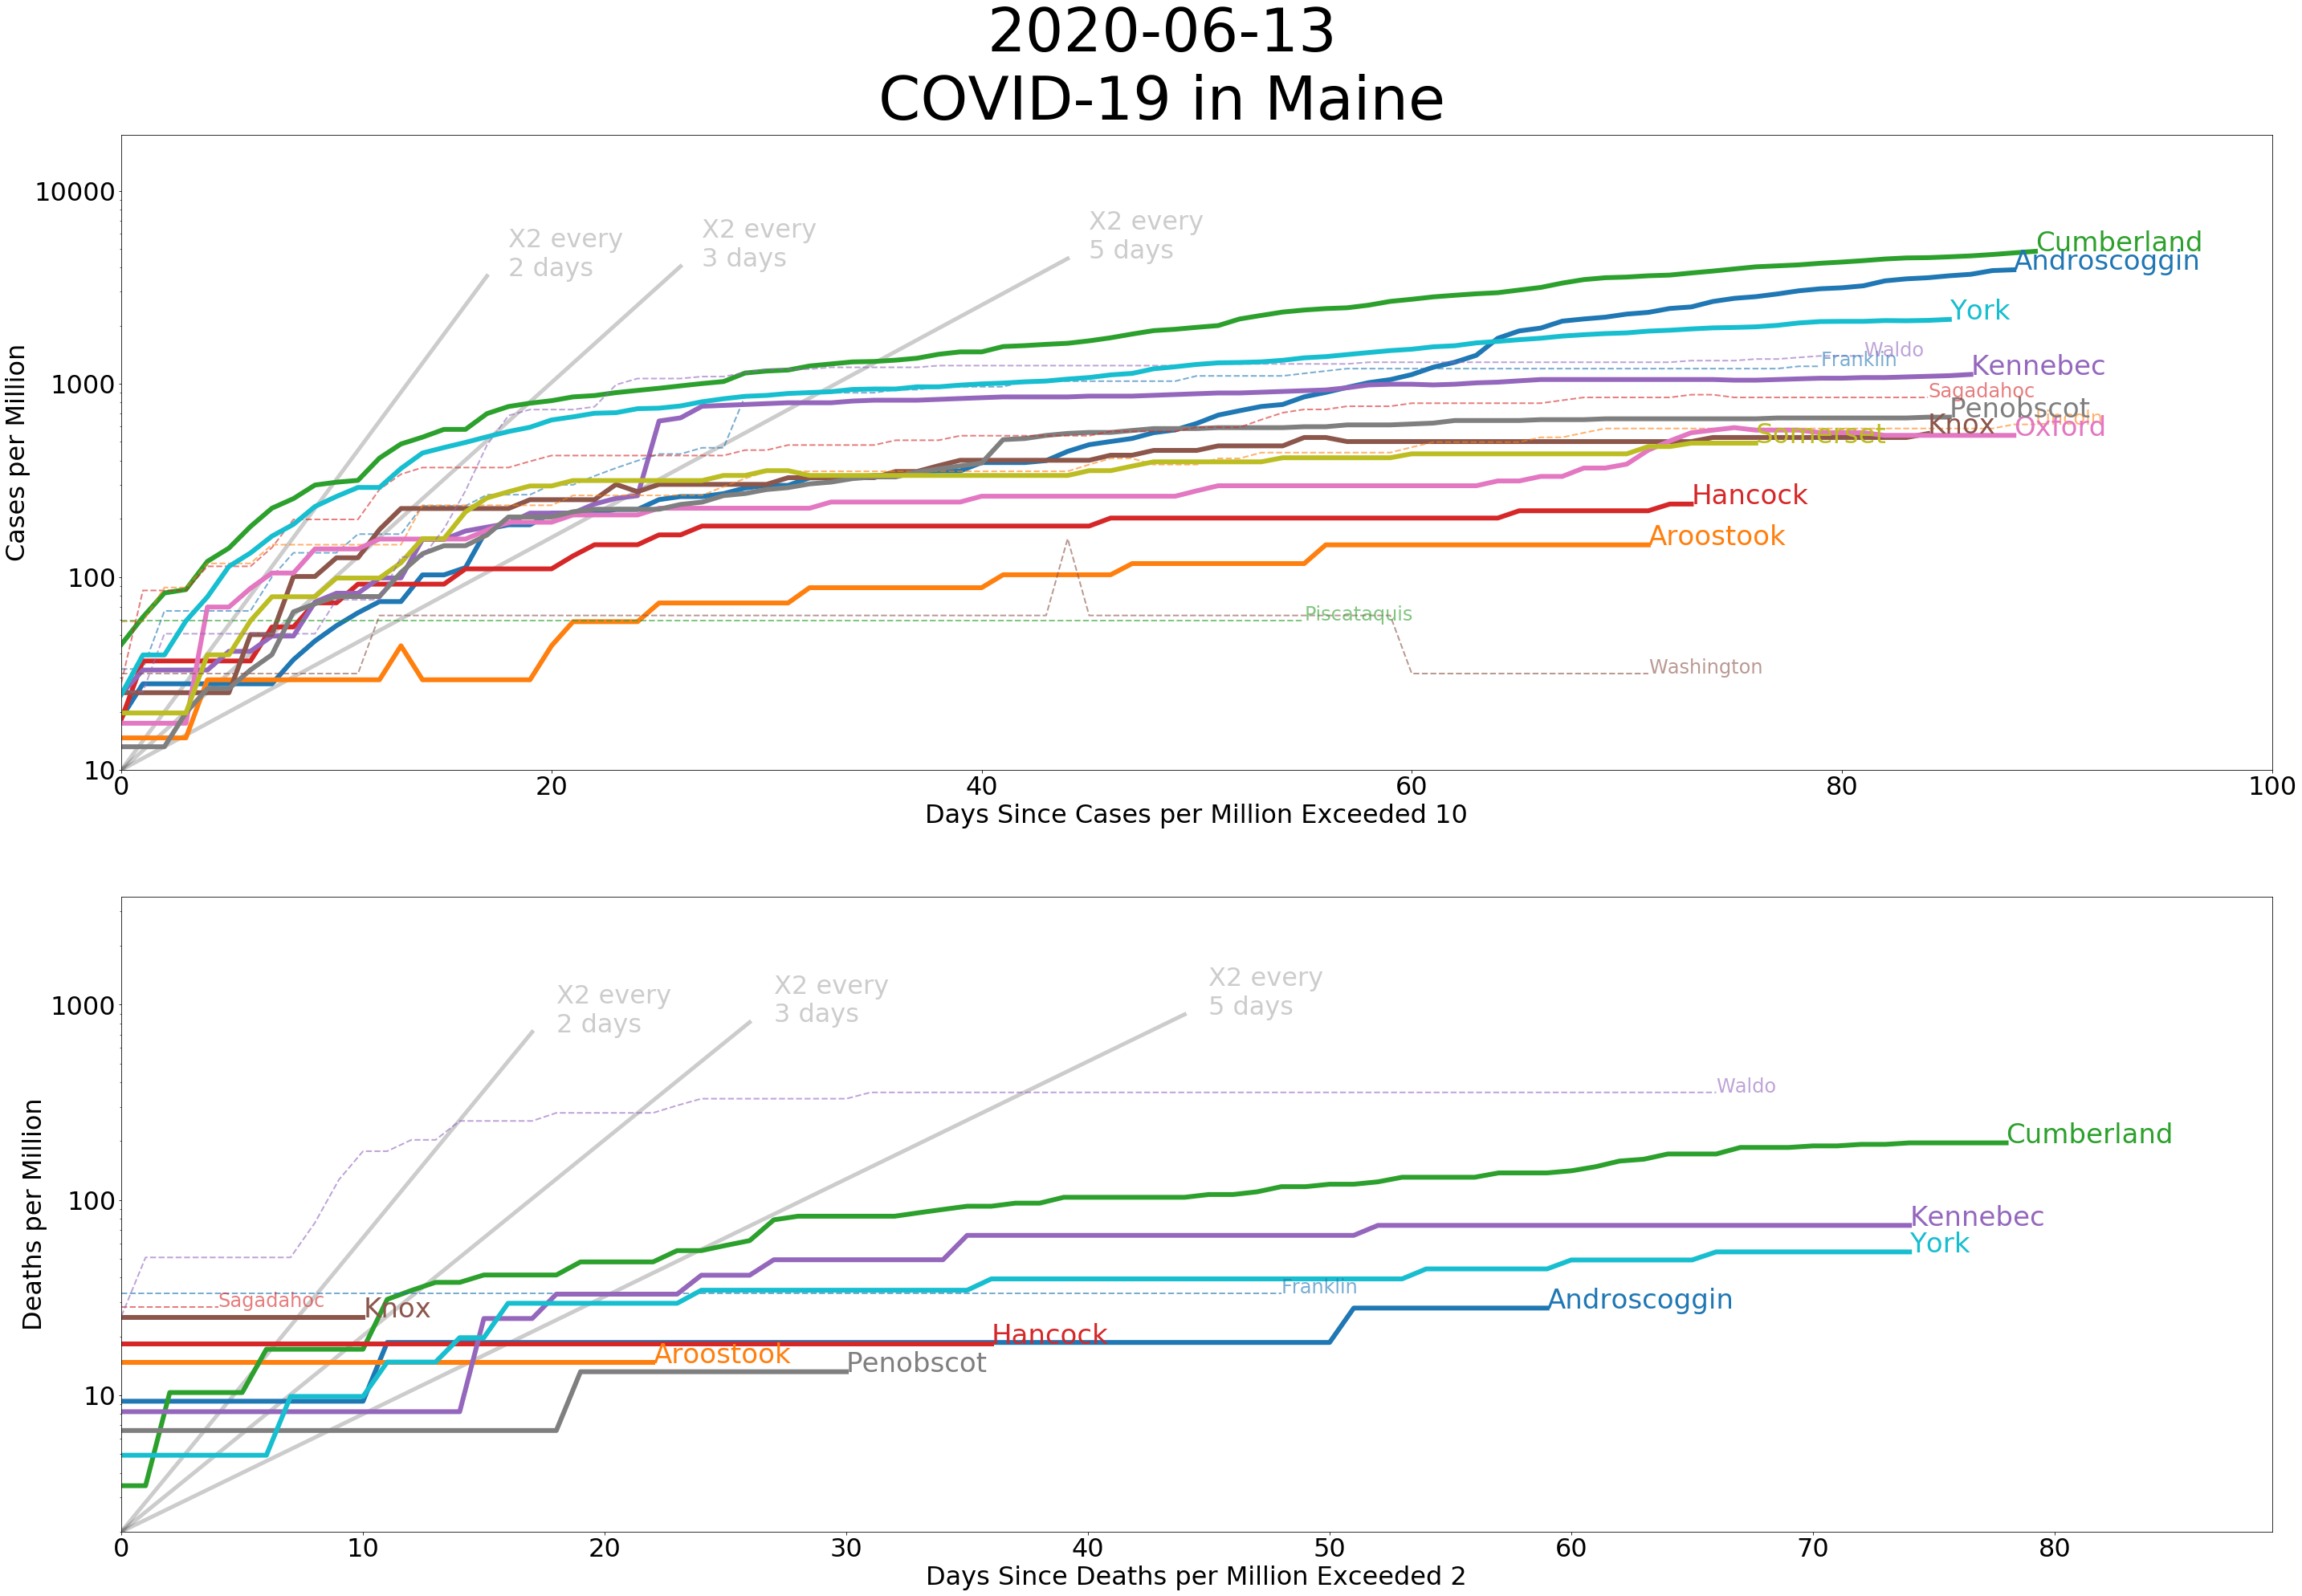 2020-06-13
COVID-19 in Maine
Cases per Million
10000
1000
100
10
X2 every
2 days
X2 every
3 days
X2 every
5 days
Cumberland
Androscoggin
York
Waldo
Franklin
Kennebec
Sagadahoc
Penobscot
Lincoln
Knox
Oxford
Somerset
Hancock
Aroostook
Piscataquis
Washington
0
20
40
60
80
100
Days Since Cases per Million Exceeded 10
Deaths per Million
1000
100
10
X2 every
2 days
X2 every
3 days
X2 every
5 days
Waldo
Cumberland
Kennebec
York
Franklin
Sagadahoc
Knox
Androscoggin
Hancock
Aroostook
Penobscot
0
10
20
30
40
50
60
70
80
Days Since Deaths per Million Exceeded 2